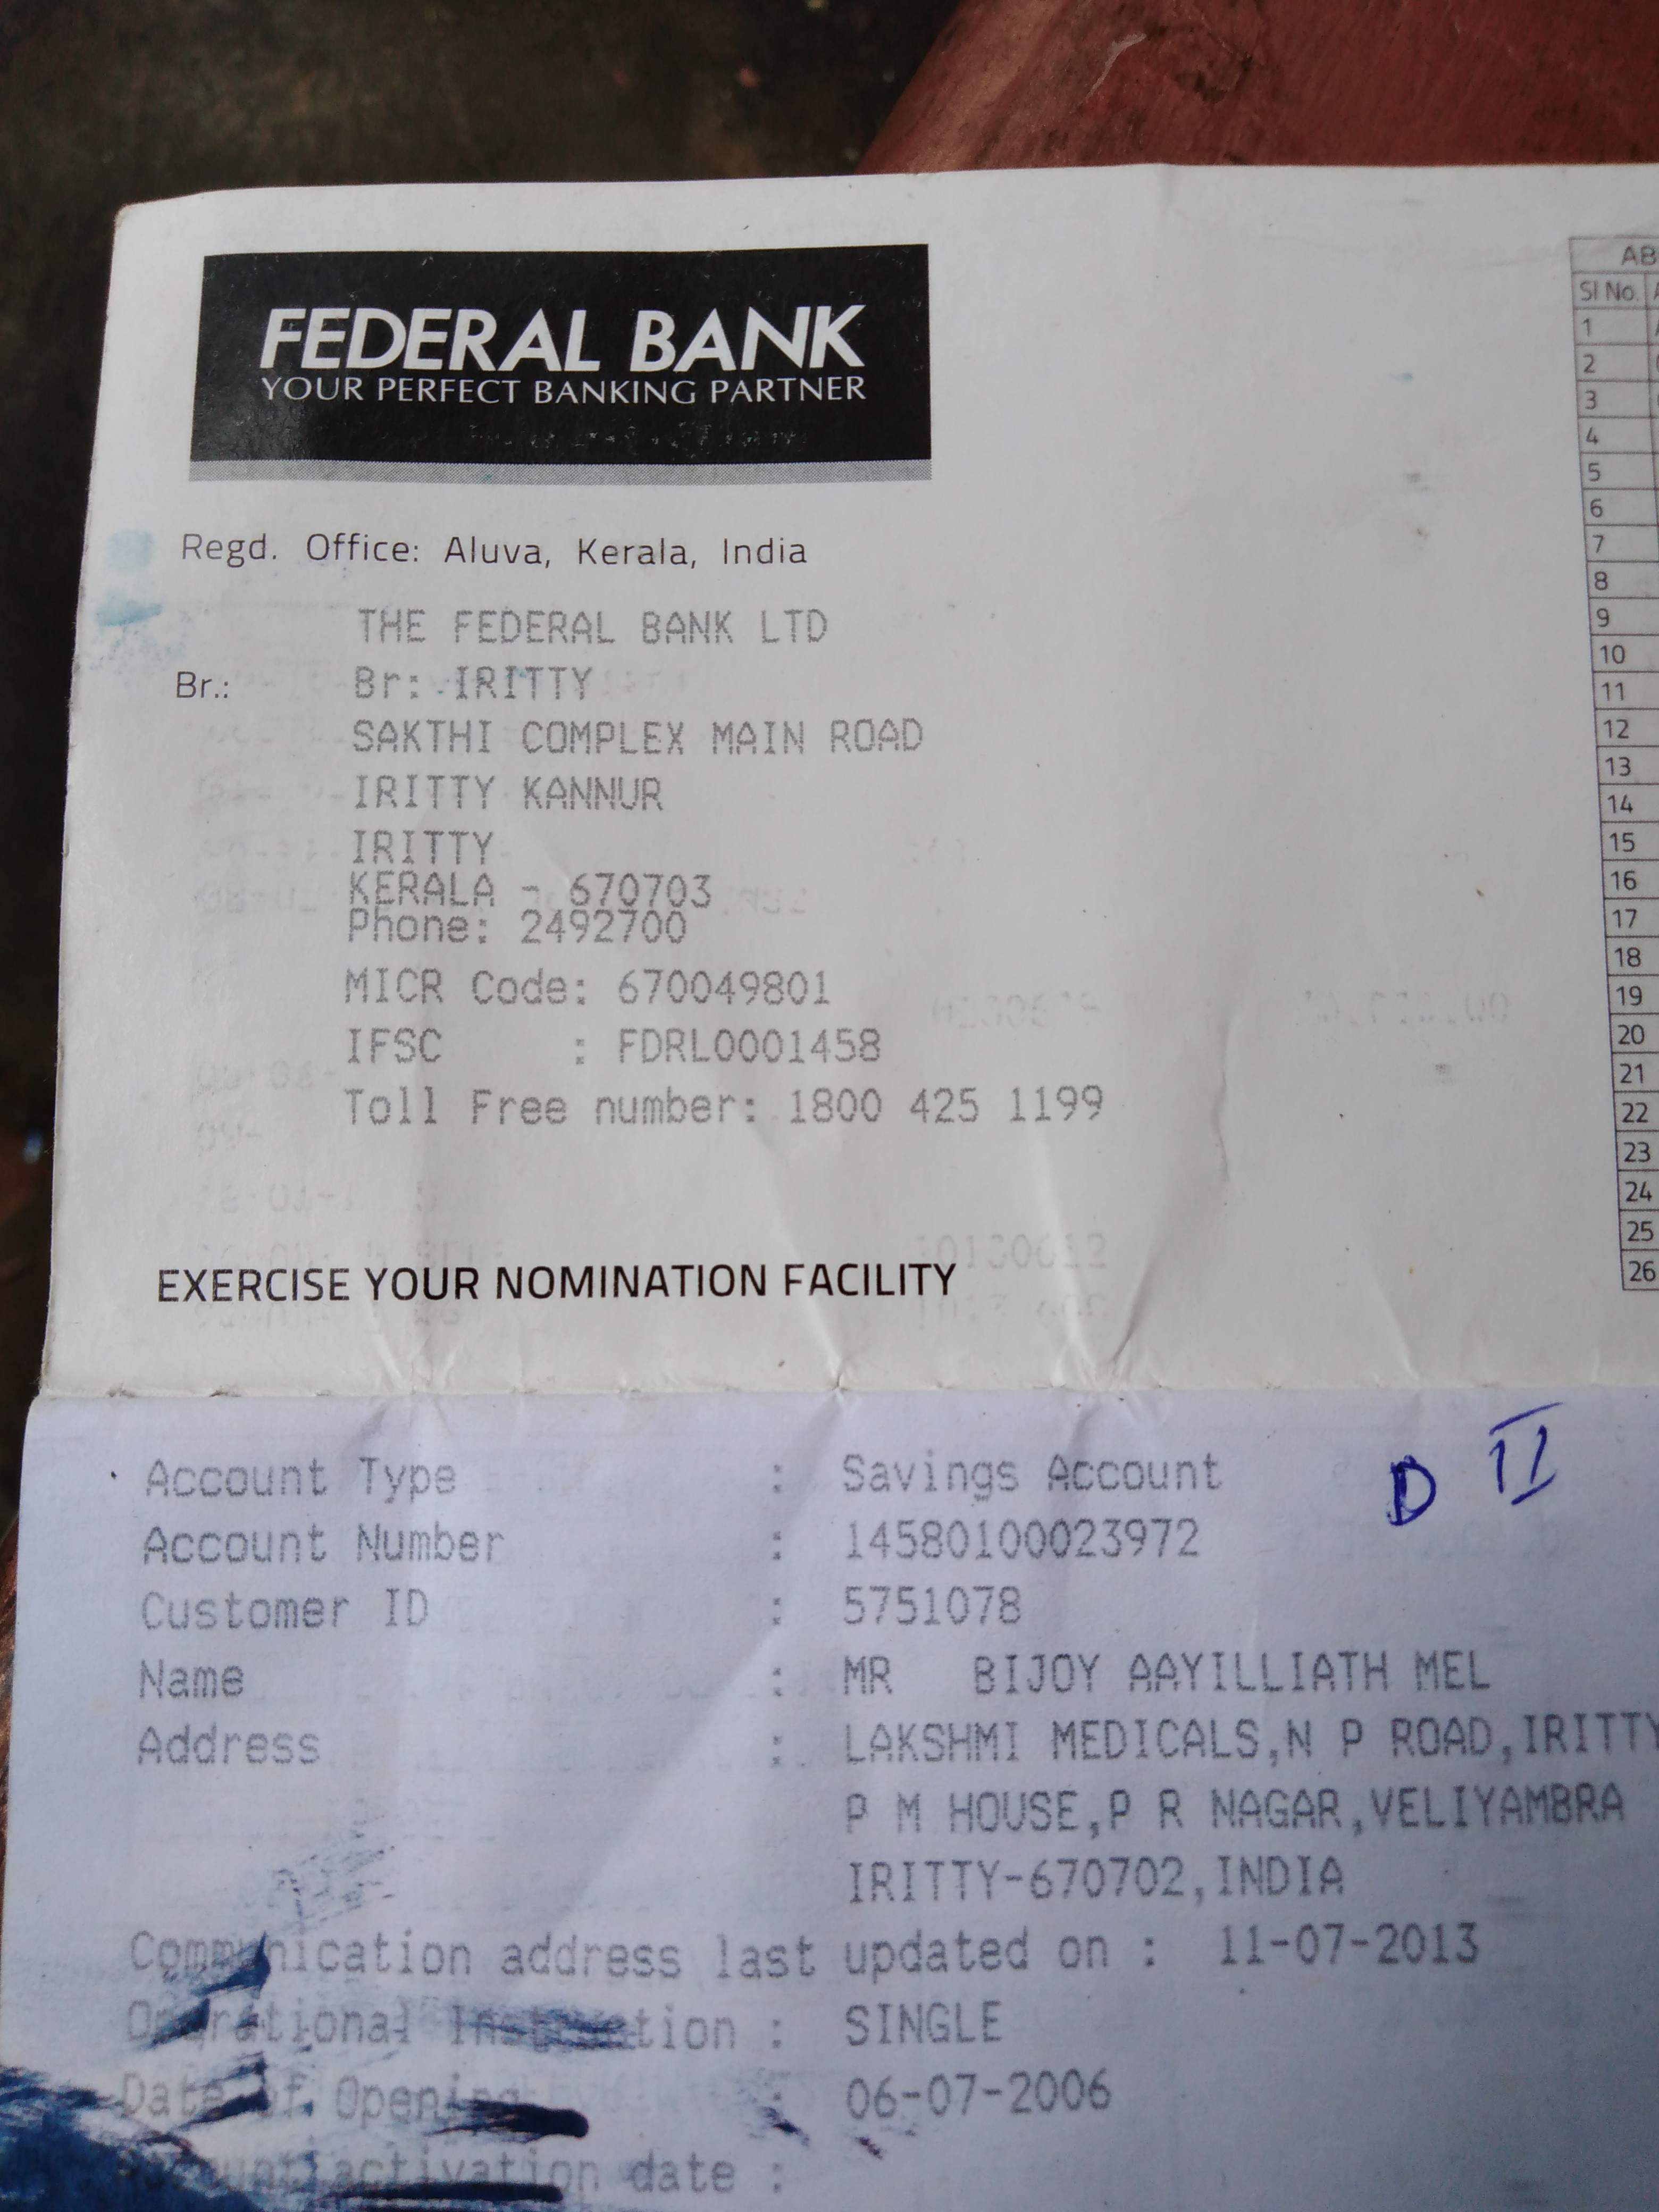 FEDERAL BANK
YOUR PERFECT BANKING PARTNER
Regd. Office: Aluva, Kerala, India
THE FEDERAL BANK LTD
Br.: Br: IRITTY
SAKTHI COMPLEX MAIN ROAD
IRITTY KANNUR
IRITTY
KERALA - 670703
Phone: 2492700
MICR Code: 670049801
IFSC : FDRL0001458
Toll Free number: 1800 425 1199
EXERCISE YOUR NOMINATION FACILITY
AB
Sl No.
1
2
3
4
5
6
7
8
9
10
11
12
13
14
15
16
17
18
19
20
21
22
23
24
25
26
D II
Account Type : Savings Account
Account Number : 14580100023972
Customer ID : 5751078
Name : MR BIJOY AAYILLIATH MEL
Address : LAKSHMI MEDICALS,N P ROAD,IRITTY
P M HOUSE,P R NAGAR,VELIYAMBRA
IRITTY-670702,INDIA
Communication address last updated on : 11-07-2013
Operational Instruction : SINGLE
Date of Opening : 06-07-2006
Account activation date :